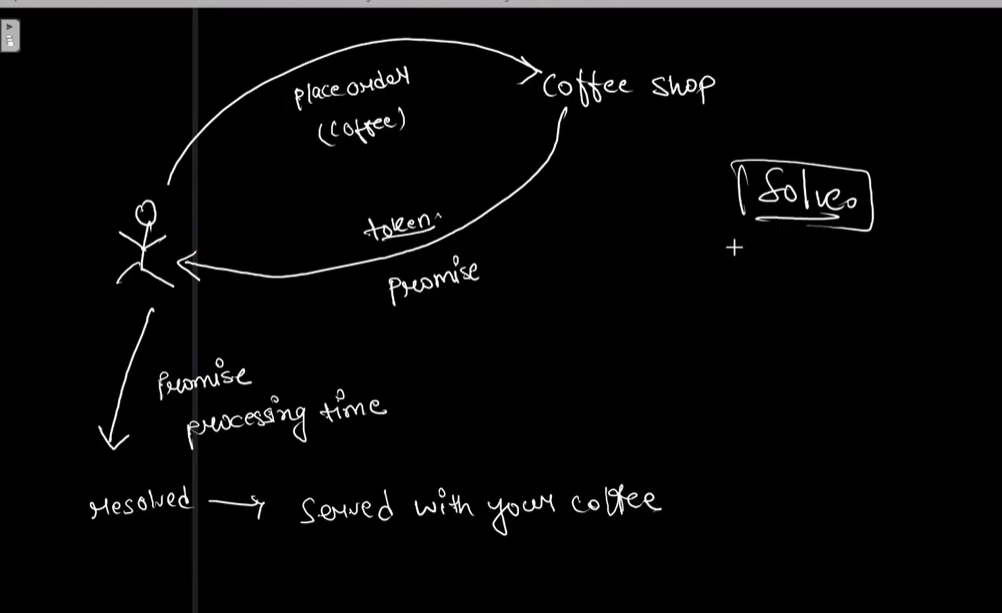 place order
(coffee)
coffee shop
Solve.
token.
promise
Promise
processing time
resolved → Served with your coffee